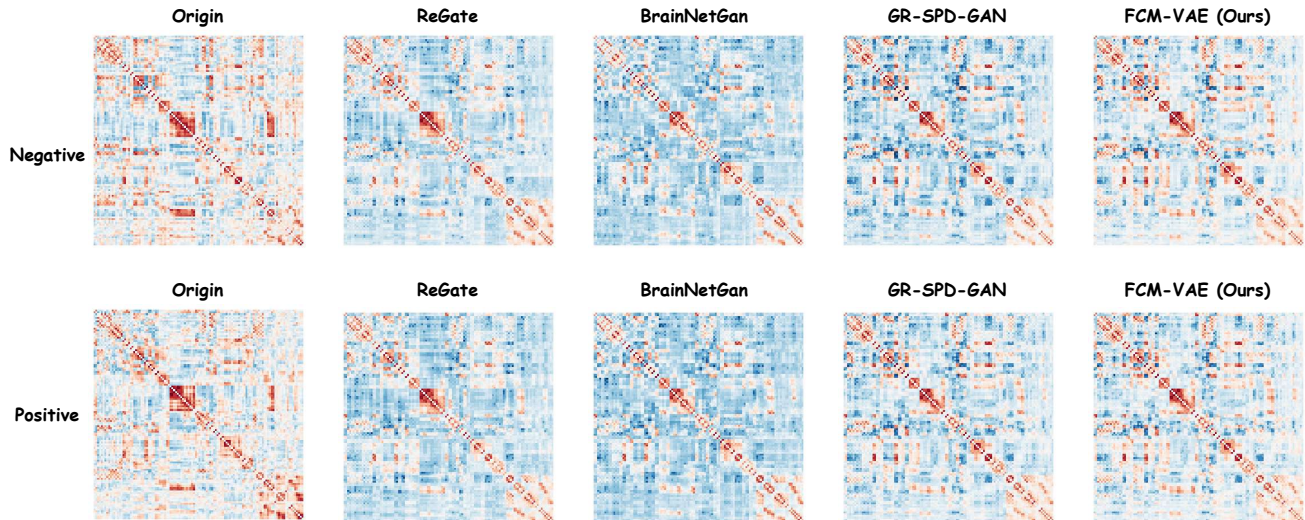 Origin ReGate BrainNetGan GR-SPD-GAN FCM-VAE (Ours)
Negative
Origin ReGate BrainNetGan GR-SPD-GAN FCM-VAE (Ours)
Positive